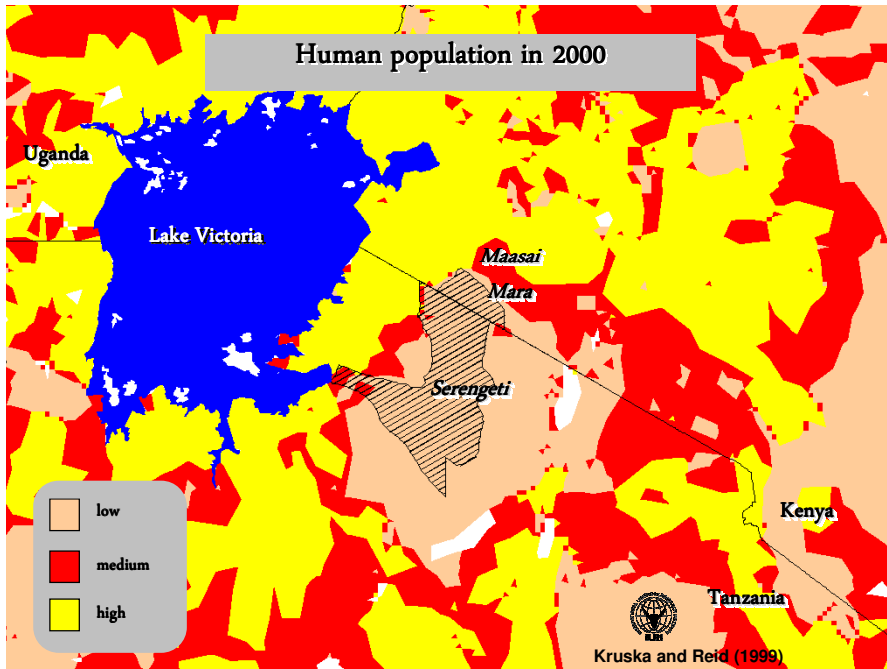 Human population in 2000
Uganda
Lake Victoria
Maasai
Mara
Serengeti
low
medium
high
Kenya
Tanzania
ILRI
Kruska and Reid (1999)